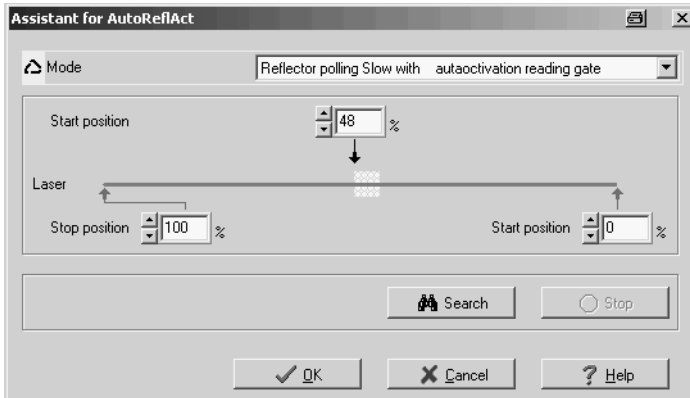 Assistant for AutoReflAct
Mode
Reflector polling Slow with autaoctivation reading gate
Start position
48 %
Laser
Stop position 100 % Start position 0 %
Search Stop
OK Cancel Help